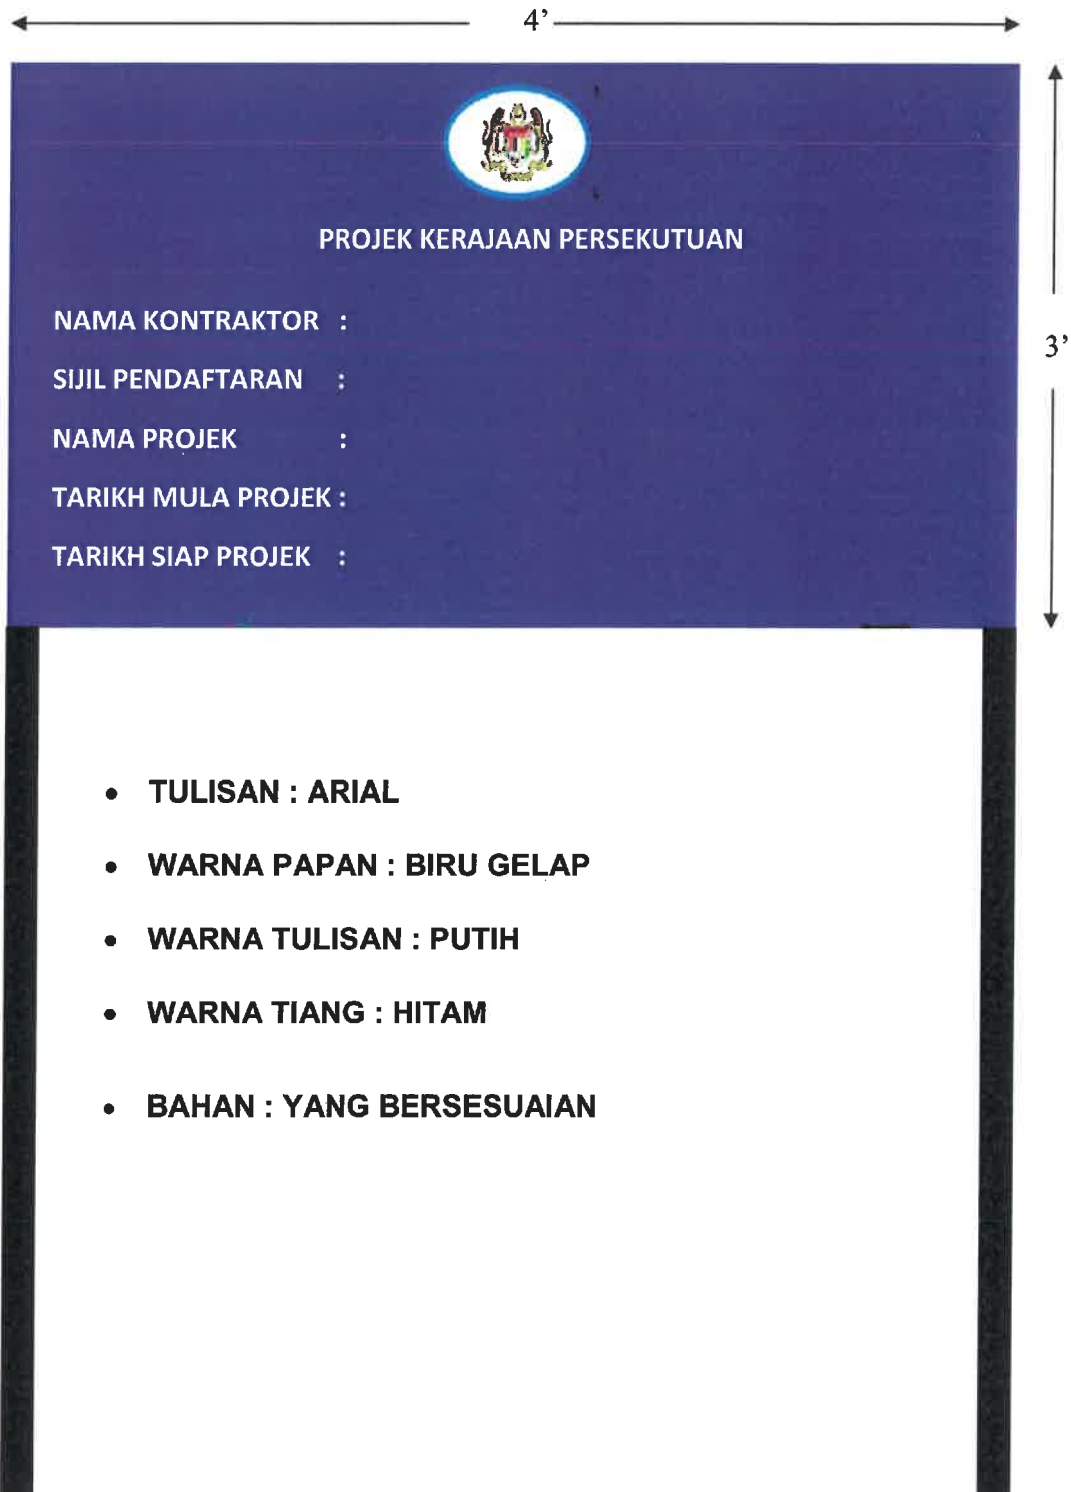 4’
PROJEK KERAJAAN PERSEKUTUAN
NAMA KONTRAKTOR :
SIJIL PENDAFTARAN :
3’
NAMA PROJEK :
TARIKH MULA PROJEK :
TARIKH SIAP PROJEK :
• TULISAN : ARIAL
• WARNA PAPAN : BIRU GELAP
• WARNA TULISAN : PUTIH
• WARNA TIANG : HITAM
• BAHAN : YANG BERSESUAIAN